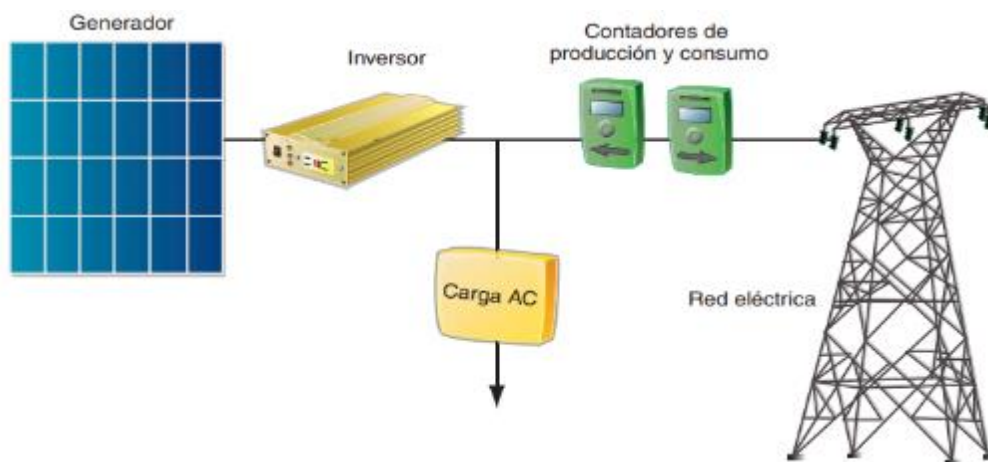 Generador
Inversor
Contadores de
producción y consumo
Carga AC
Red eléctrica